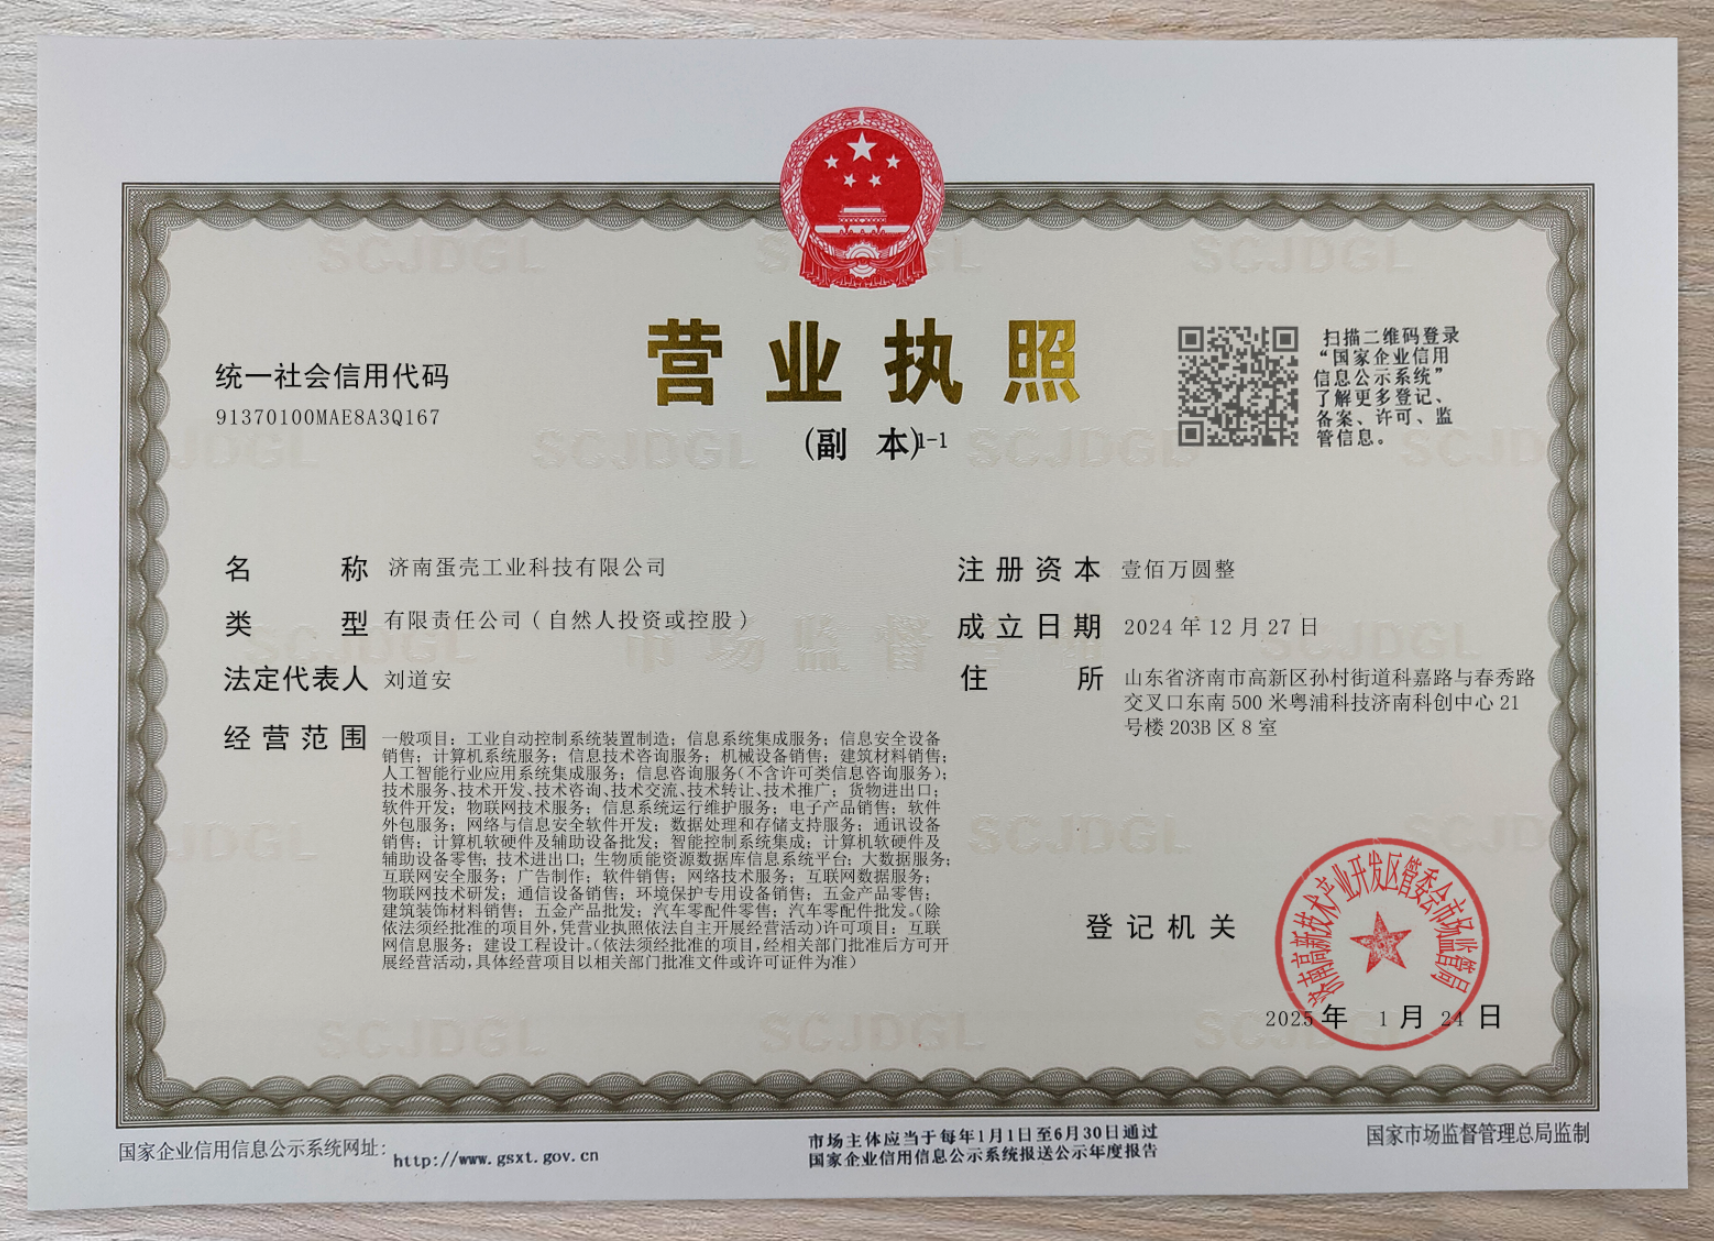 营业执照
(副 本)1-1
统一社会信用代码
91370100MAE8A3Q167
扫描二维码登录
“国家企业信用
信息公示系统”
了解更多登记、
备案、许可、监
管信息。
名 称 济南蛋壳工业科技有限公司
类 型 有限责任公司（自然人投资或控股）
法定代表人 刘道安
经营范围 一般项目：工业自动控制系统装置制造；信息系统集成服务；信息安全设备
销售；计算机系统服务；信息技术咨询服务；机械设备销售；建筑材料销售；
人工智能行业应用系统集成服务；信息咨询服务(不含许可类信息咨询服务)；
技术服务、技术开发、技术咨询、技术交流、技术转让、技术推广；货物进出口；
软件开发；物联网技术服务；信息系统运行维护服务；电子产品销售；软件
外包服务；网络与信息安全软件开发；数据处理和存储支持服务；通讯设备
销售；计算机软硬件及辅助设备批发；智能控制系统集成；计算机软硬件及
辅助设备零售；技术进出口；生物质能资源数据库信息系统平台；大数据服务；
互联网安全服务；广告制作；软件销售；网络技术服务；互联网数据服务；
物联网技术研发；通信设备销售；环境保护专用设备销售；五金产品零售；
建筑装饰材料销售；五金产品批发；汽车零配件零售；汽车零配件批发。(除
依法须经批准的项目外，凭营业执照依法自主开展经营活动)许可项目：互联
网信息服务；建设工程设计。(依法须经批准的项目，经相关部门批准后方可开
展经营活动，具体经营项目以相关部门批准文件或许可证件为准)
注册资本 壹佰万圆整
成立日期 2024年12月27日
住 所 山东省济南市高新区孙村街道科嘉路与春秀路
交叉口东南500米粤浦科技济南科创中心21
号楼203B区8室
登记机关
济南高新技术产业开发区管委会市场监管局
2025年 1月24日
SCJDGL
SCJDGL
SCJDGL
SCJDGL
SCJDGL
SCJDGL
SCJDGL
市场监督管理
国家企业信用信息公示系统网址：http://www.gsxt.gov.cn
市场主体应当于每年1月1日至6月30日通过
国家企业信用信息公示系统报送公示年度报告
国家市场监督管理总局监制